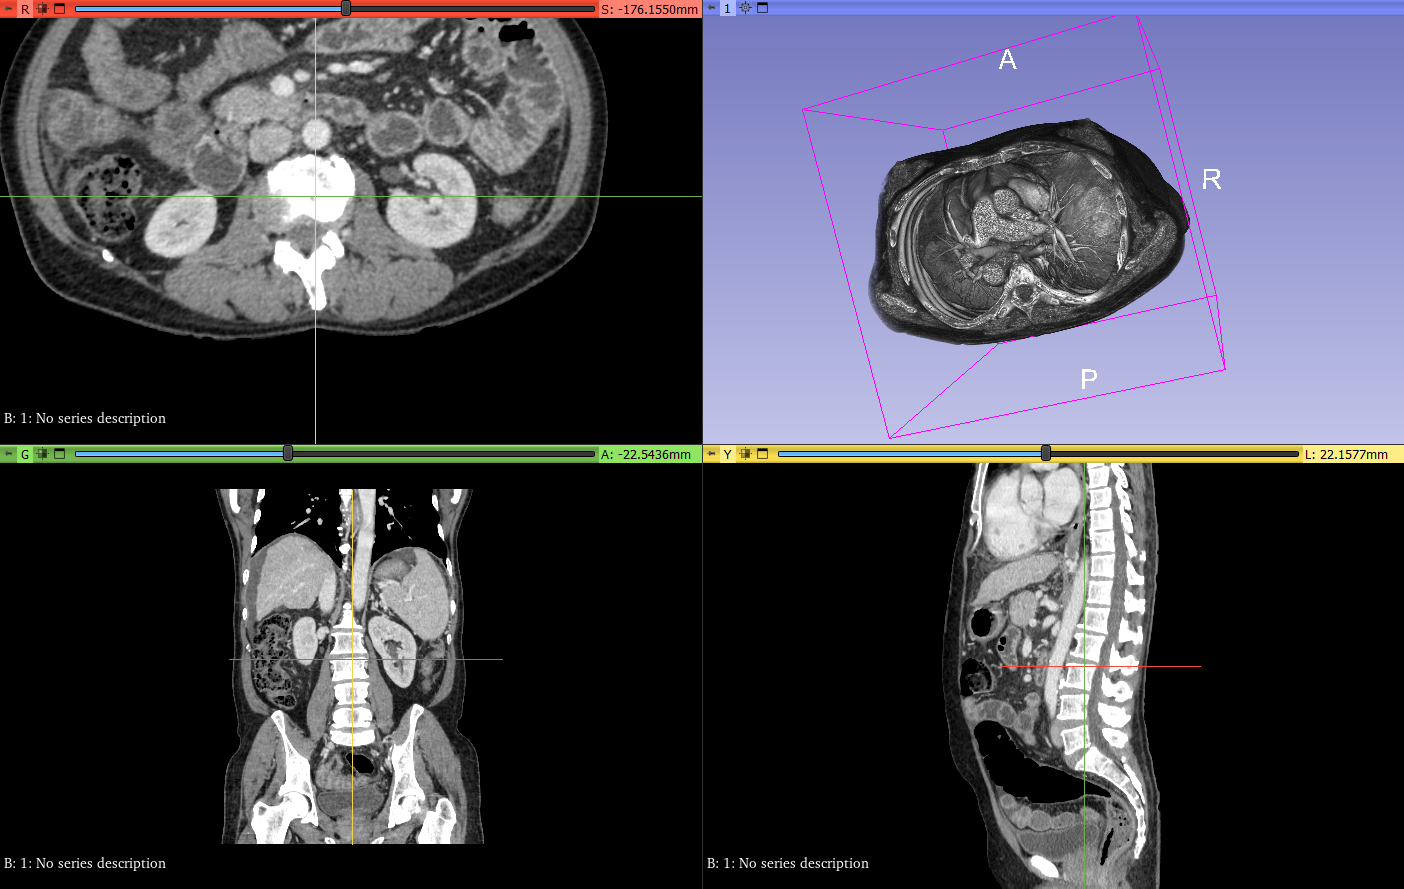 R S: -176.1550mm
1
A
R
P
B: 1: No series description
G A: -22.5436mm
Y L: 22.1577mm
B: 1: No series description
B: 1: No series description